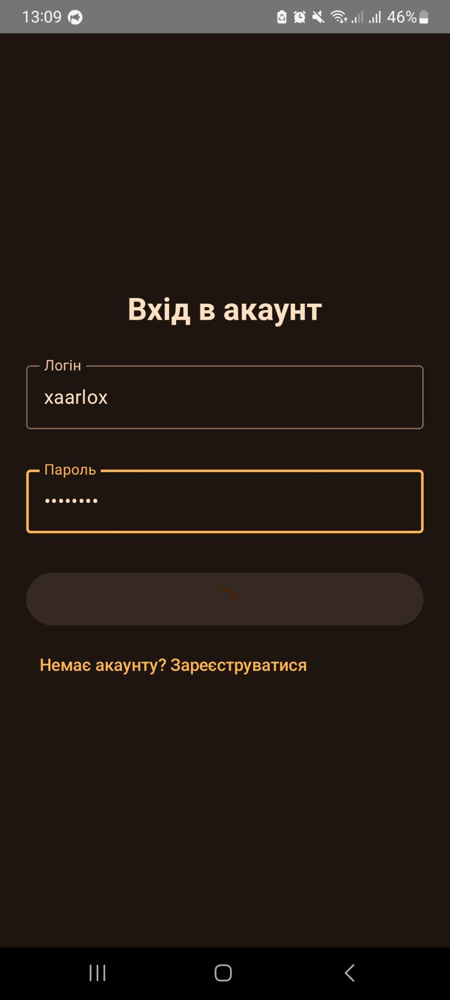 13:09
46%
Вхід в акаунт
Логін
xaarlox
Пароль
••••••••
Немає акаунту? Зареєструватися